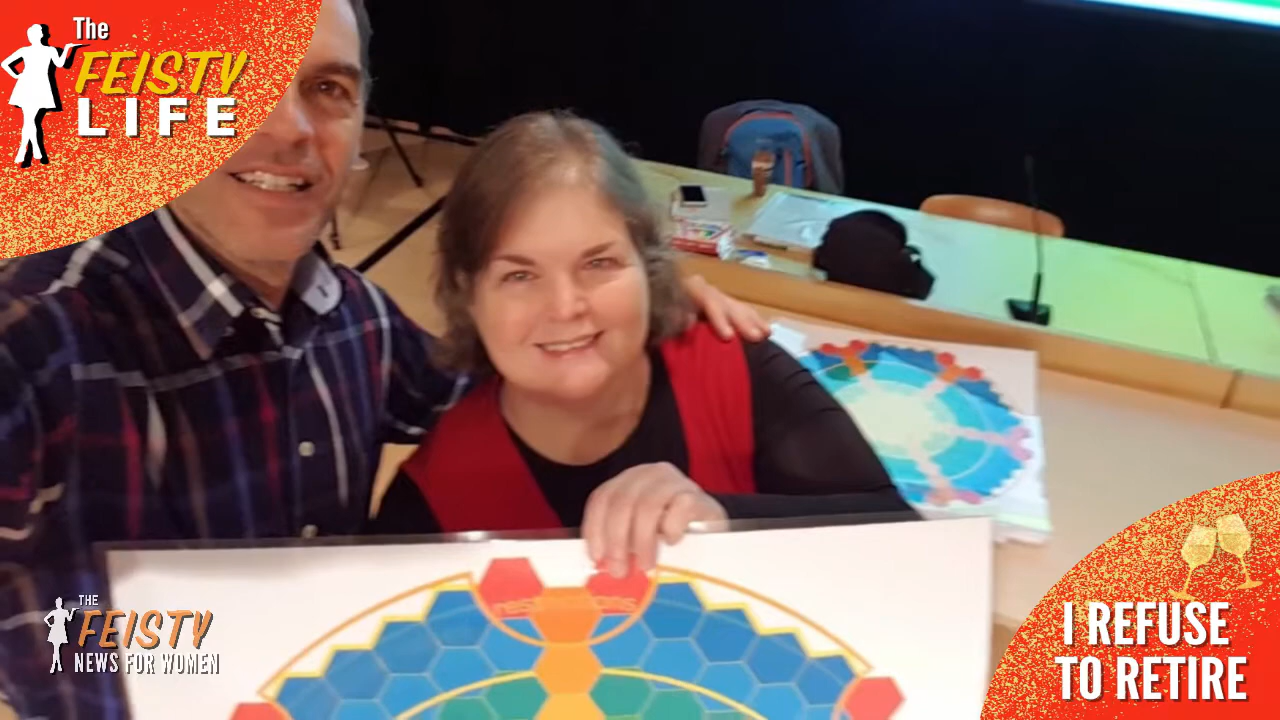 The
FEISTY
LIFE
THE
FEISTY
NEWS FOR WOMEN
I REFUSE
TO RETIRE